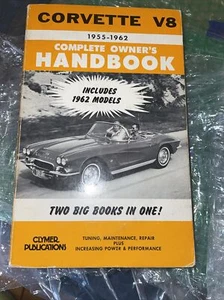 CORVETTE V8
1955-1962
COMPLETE OWNER'S
HANDBOOK
INCLUDES
1962 MODELS
TWO BIG BOOKS IN ONE!
CLYMER
PUBLICATIONS
TUNING, MAINTENANCE, REPAIR
PLUS
INCREASING POWER & PERFORMANCE